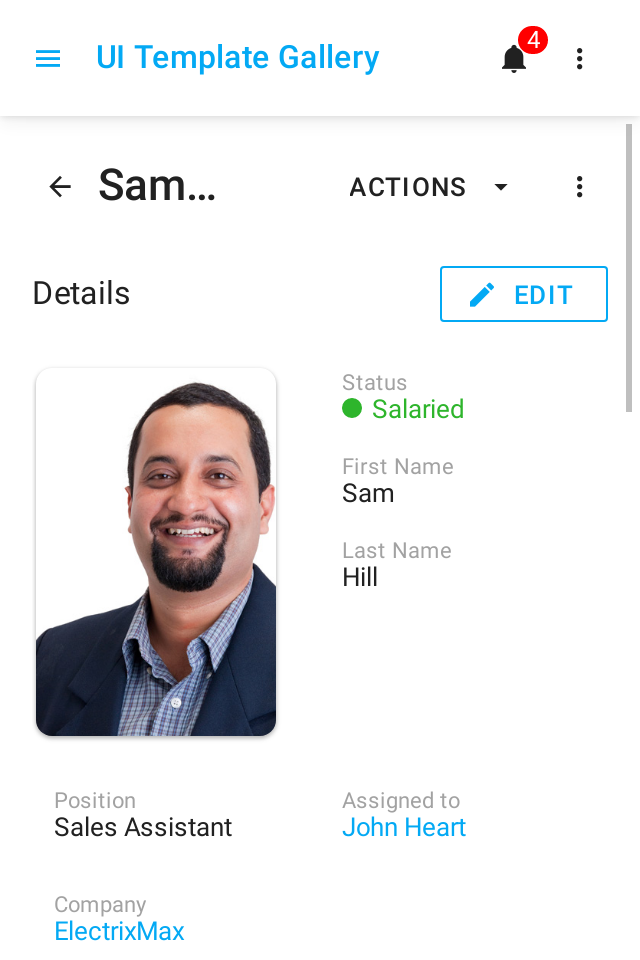 UI Template Gallery
4
Sam...
ACTIONS
Details
EDIT
Status
Salaried
First Name
Sam
Last Name
Hill
Position
Sales Assistant
Assigned to
John Heart
Company
ElectrixMax